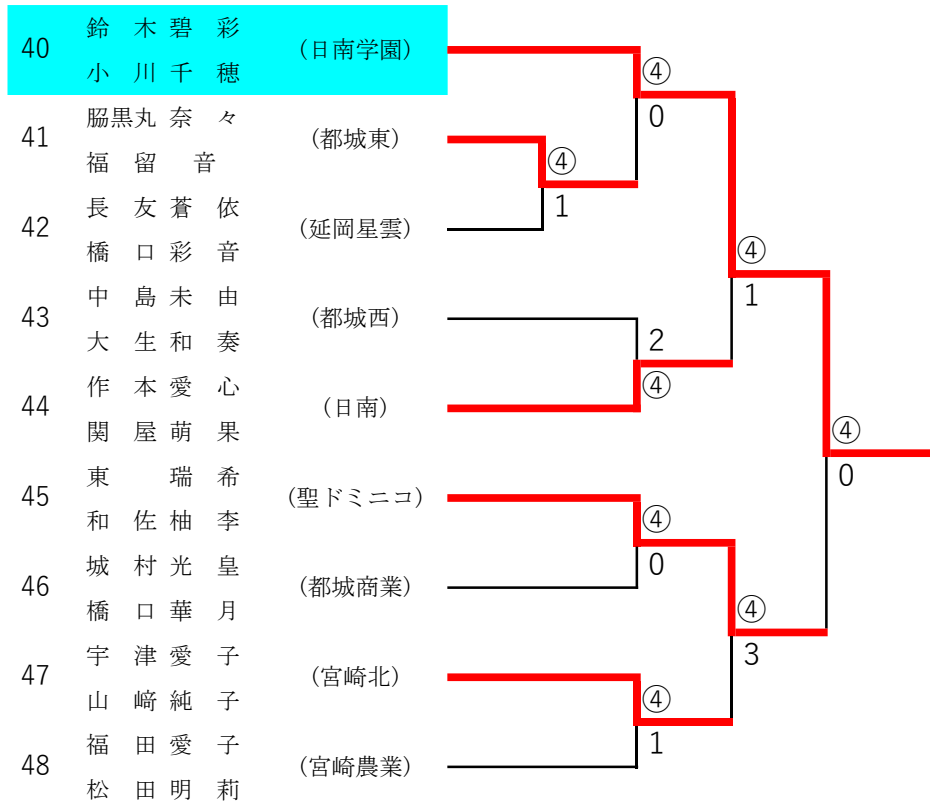 鈴木碧彩
40 (日南学園)
小川千穂
④
0
脇黒丸奈々
41 (都城東)
福留音
④
1
長友蒼依
42 (延岡星雲)
橋口彩音
④
1
中島未由
43 (都城西)
大生和奏
2
④
作本愛心
44 (日南)
関屋萌果
④
0
東瑞希
45 (聖ドミニコ)
和佐柚李
④
0
城村光皇
46 (都城商業)
橋口華月
④
3
宇津愛子
47 (宮崎北)
山﨑純子
④
1
福田愛子
48 (宮崎農業)
松田明莉